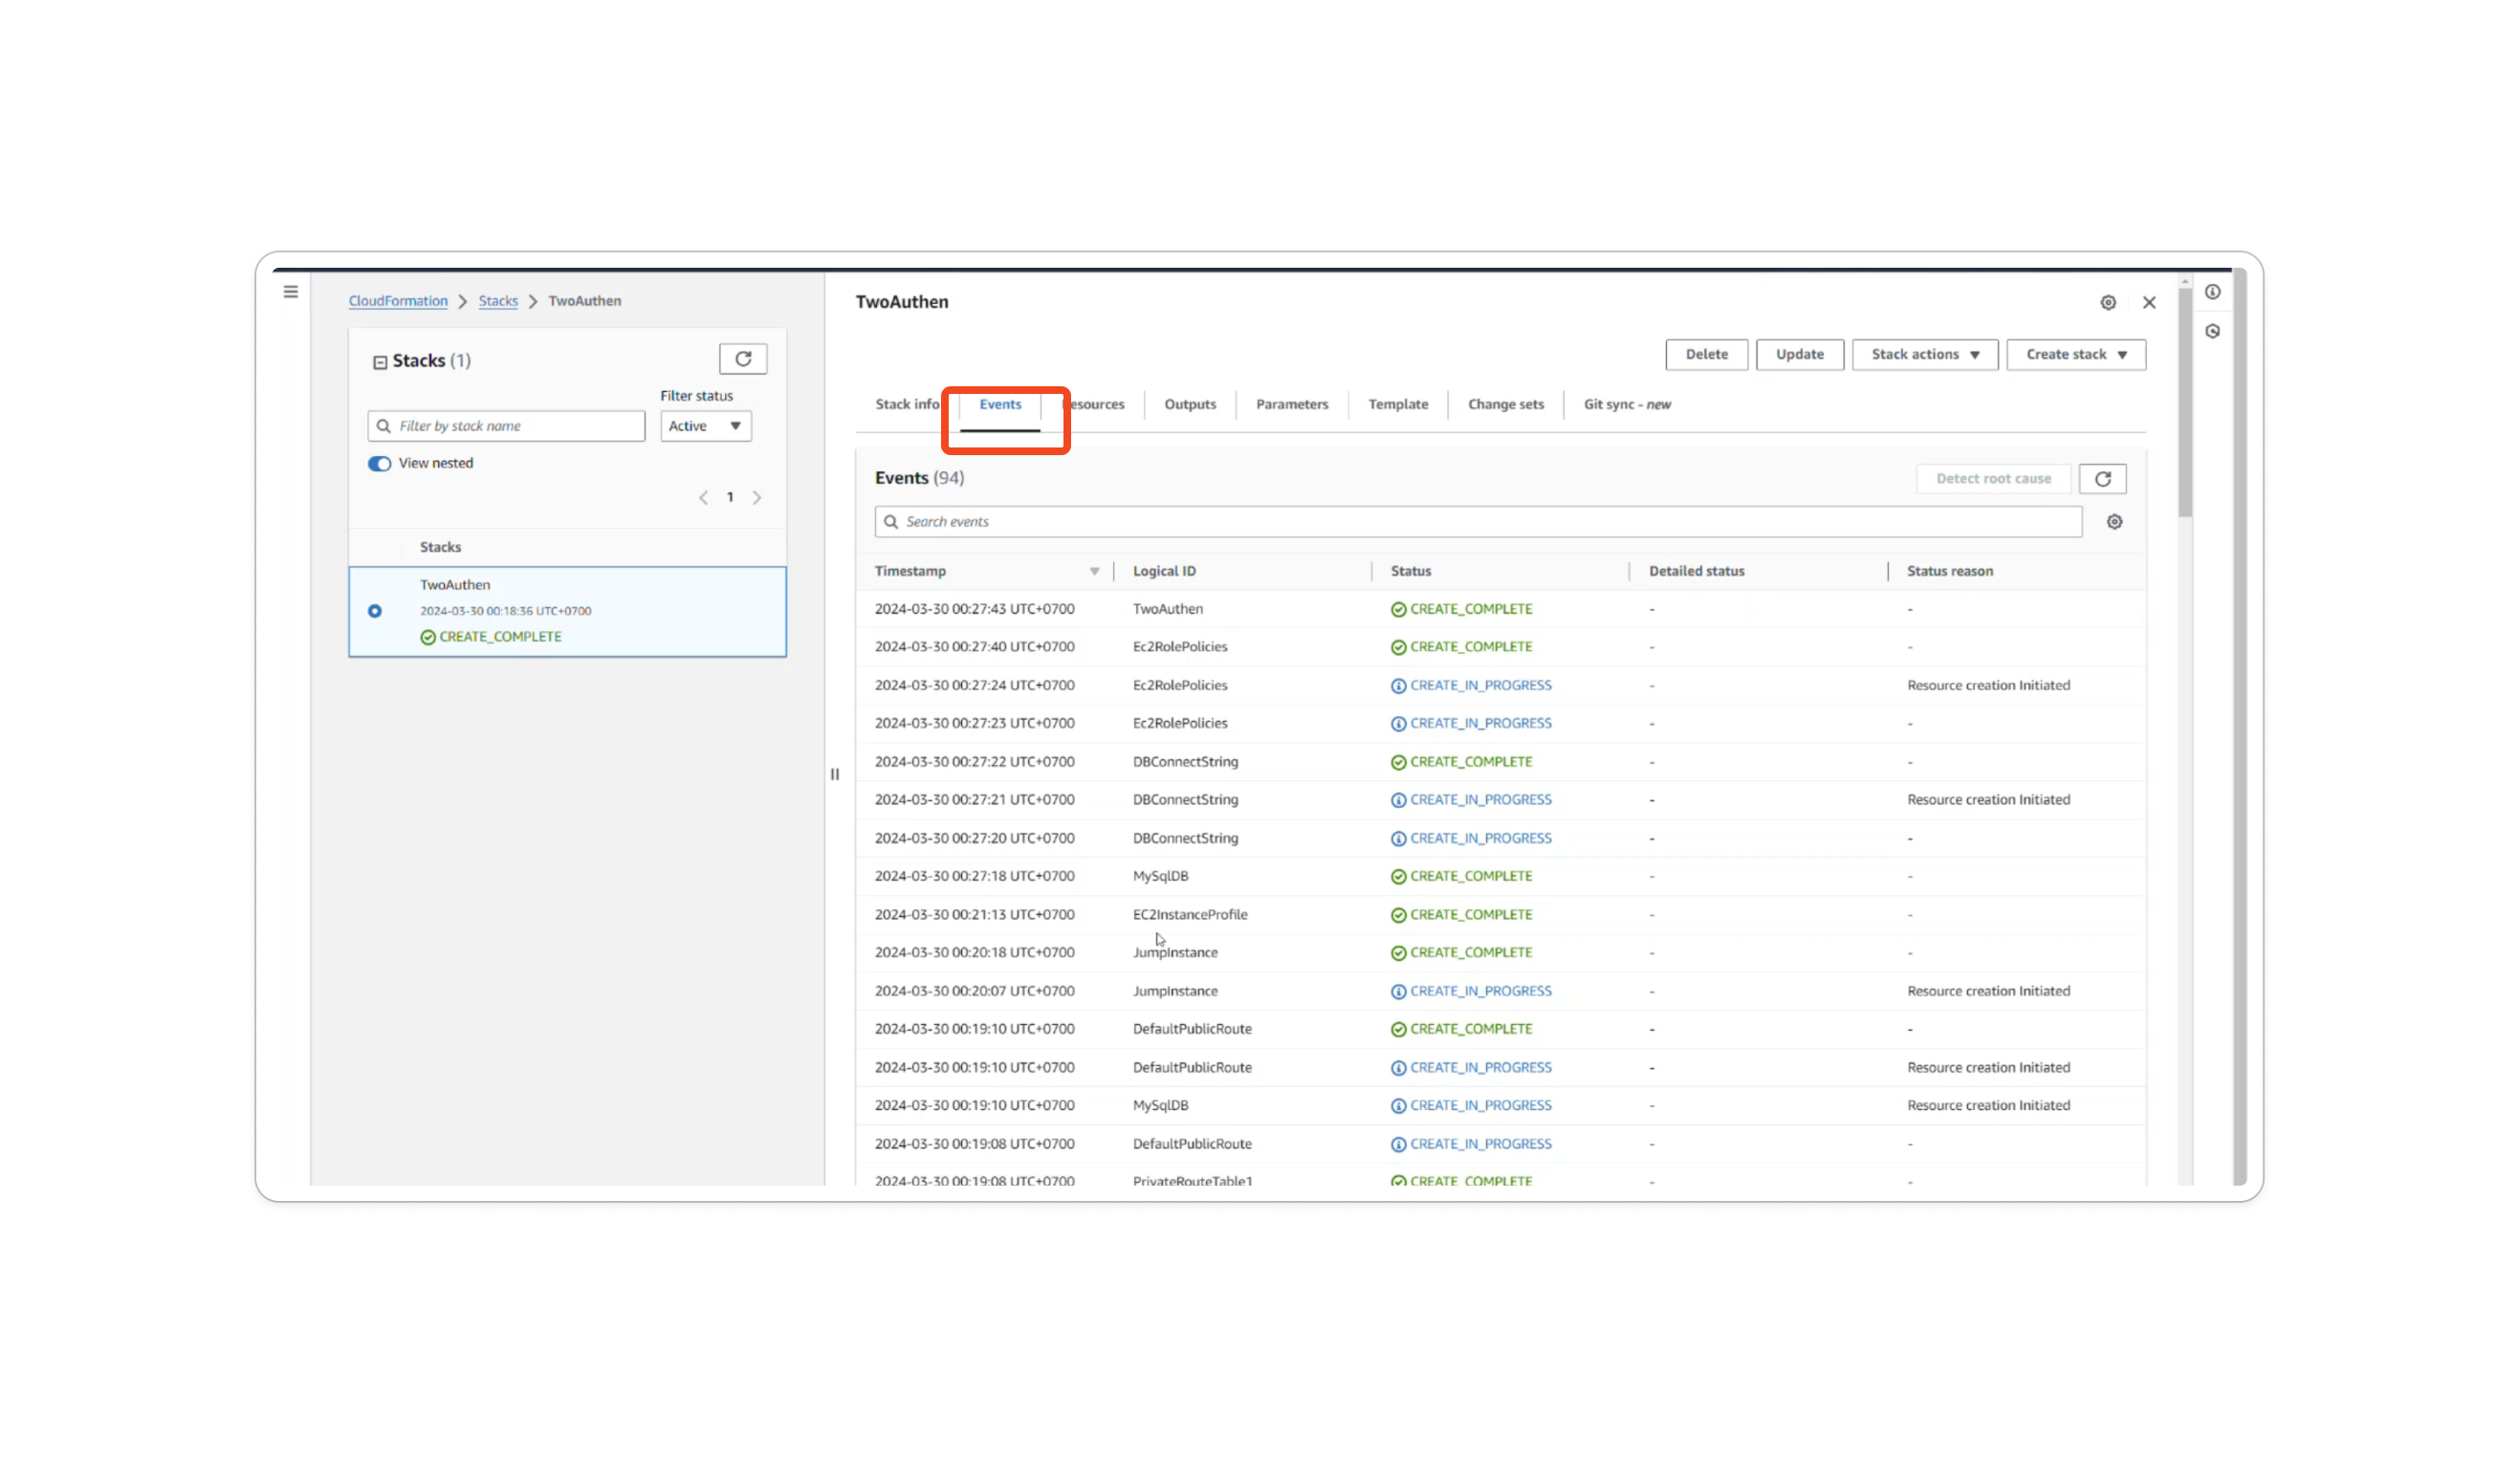 CloudFormation > Stacks > TwoAuthen
Stacks (1)
Filter status
Filter by stack name
Active
View nested
1
Stacks
TwoAuthen
2024-03-30 00:18:36 UTC+0700
CREATE_COMPLETE
TwoAuthen
Delete Update Stack actions Create stack
Stack info Events esources Outputs Parameters Template Change sets Git sync - new
Events (94)
Detect root cause
Search events
Timestamp Logical ID Status Detailed status Status reason
2024-03-30 00:27:43 UTC+0700 TwoAuthen CREATE_COMPLETE - -
2024-03-30 00:27:40 UTC+0700 Ec2RolePolicies CREATE_COMPLETE - -
2024-03-30 00:27:24 UTC+0700 Ec2RolePolicies CREATE_IN_PROGRESS - Resource creation Initiated
2024-03-30 00:27:23 UTC+0700 Ec2RolePolicies CREATE_IN_PROGRESS - -
2024-03-30 00:27:22 UTC+0700 DBConnectString CREATE_COMPLETE - -
2024-03-30 00:27:21 UTC+0700 DBConnectString CREATE_IN_PROGRESS - Resource creation Initiated
2024-03-30 00:27:20 UTC+0700 DBConnectString CREATE_IN_PROGRESS - -
2024-03-30 00:27:18 UTC+0700 MySqlDB CREATE_COMPLETE - -
2024-03-30 00:21:13 UTC+0700 EC2InstanceProfile CREATE_COMPLETE - -
2024-03-30 00:20:18 UTC+0700 JumpInstance CREATE_COMPLETE - -
2024-03-30 00:20:07 UTC+0700 JumpInstance CREATE_IN_PROGRESS - Resource creation Initiated
2024-03-30 00:19:10 UTC+0700 DefaultPublicRoute CREATE_COMPLETE - -
2024-03-30 00:19:10 UTC+0700 DefaultPublicRoute CREATE_IN_PROGRESS - Resource creation Initiated
2024-03-30 00:19:10 UTC+0700 MySqlDB CREATE_IN_PROGRESS - Resource creation Initiated
2024-03-30 00:19:08 UTC+0700 DefaultPublicRoute CREATE_IN_PROGRESS - -
2024-03-30 00:19:08 UTC+0700 PrivateRouteTable1 CREATE_COMPLETE - -